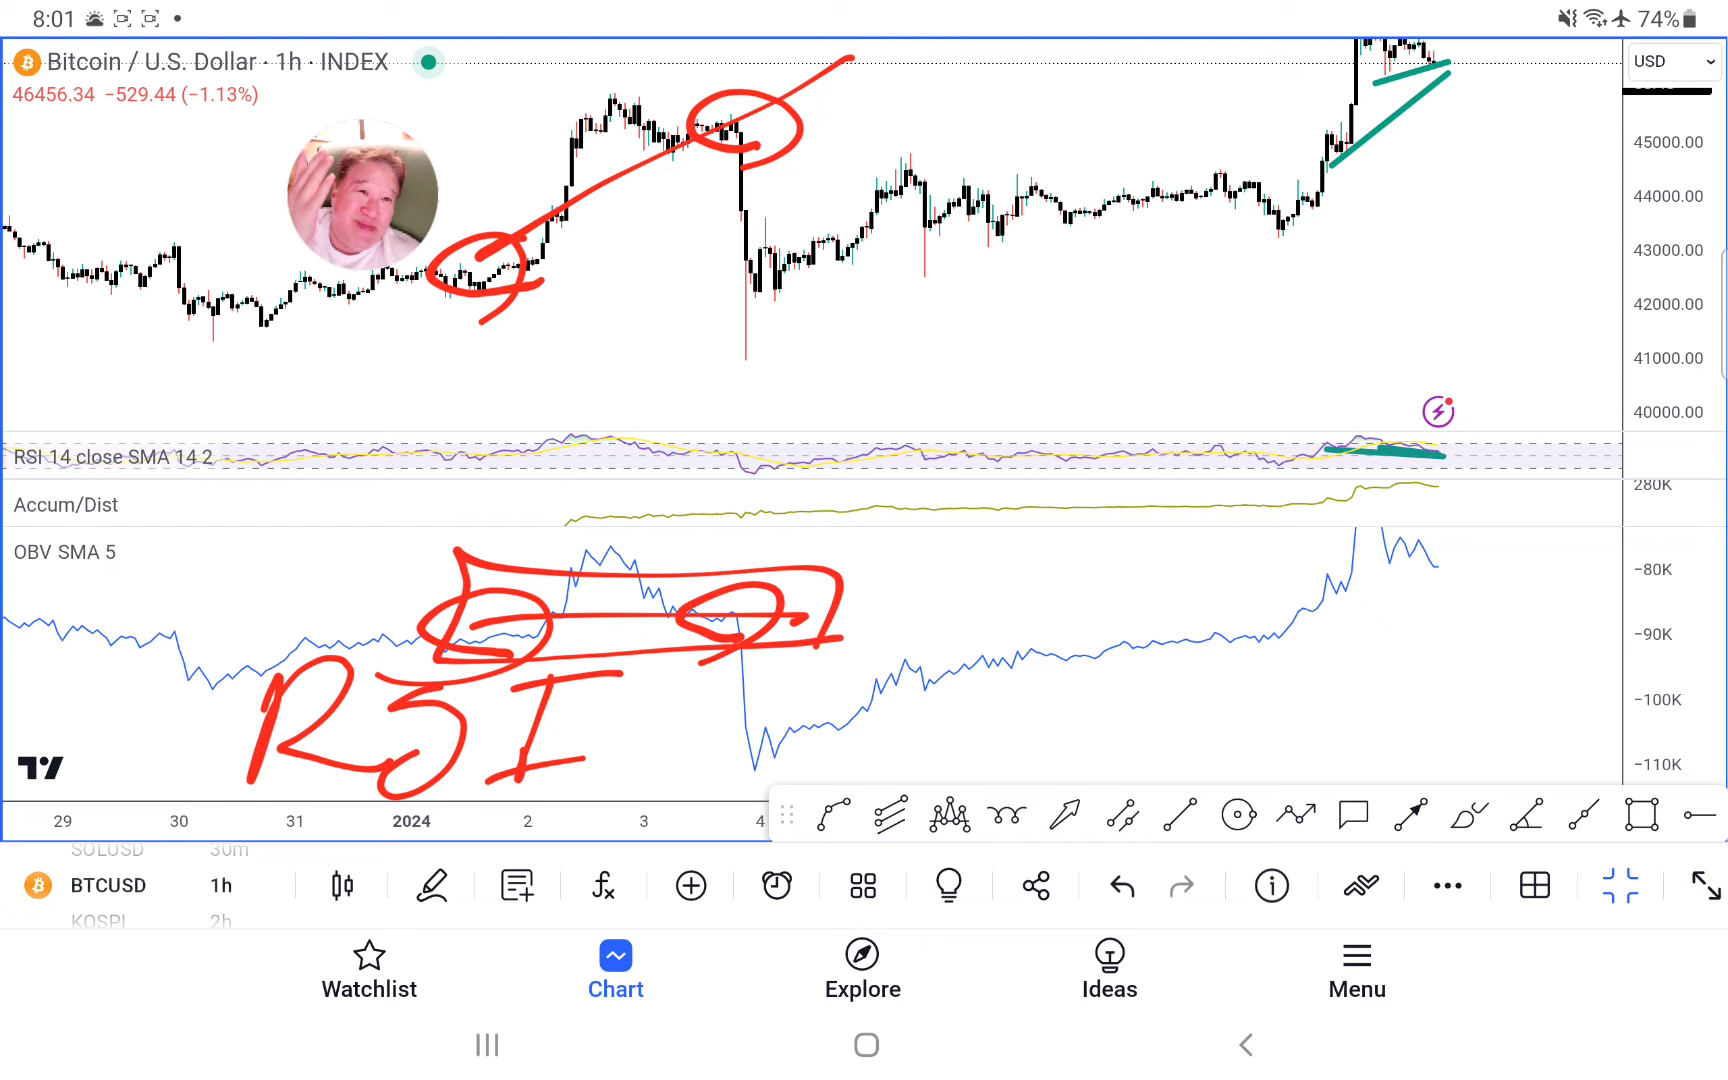 8:01 74%
Bitcoin / U.S. Dollar · 1h · INDEX
46456.34 −529.44 (−1.13%)
USD
45000.00
44000.00
43000.00
42000.00
41000.00
40000.00
RSI 14 close SMA 14 2
280K
Accum/Dist
OBV SMA 5
−80K
−90K
−100K
−110K
RSI
29 30 31 2024 2 3 4
SOLUSD 30m
BTCUSD 1h
KOSPI 2h
Watchlist Chart Explore Ideas Menu